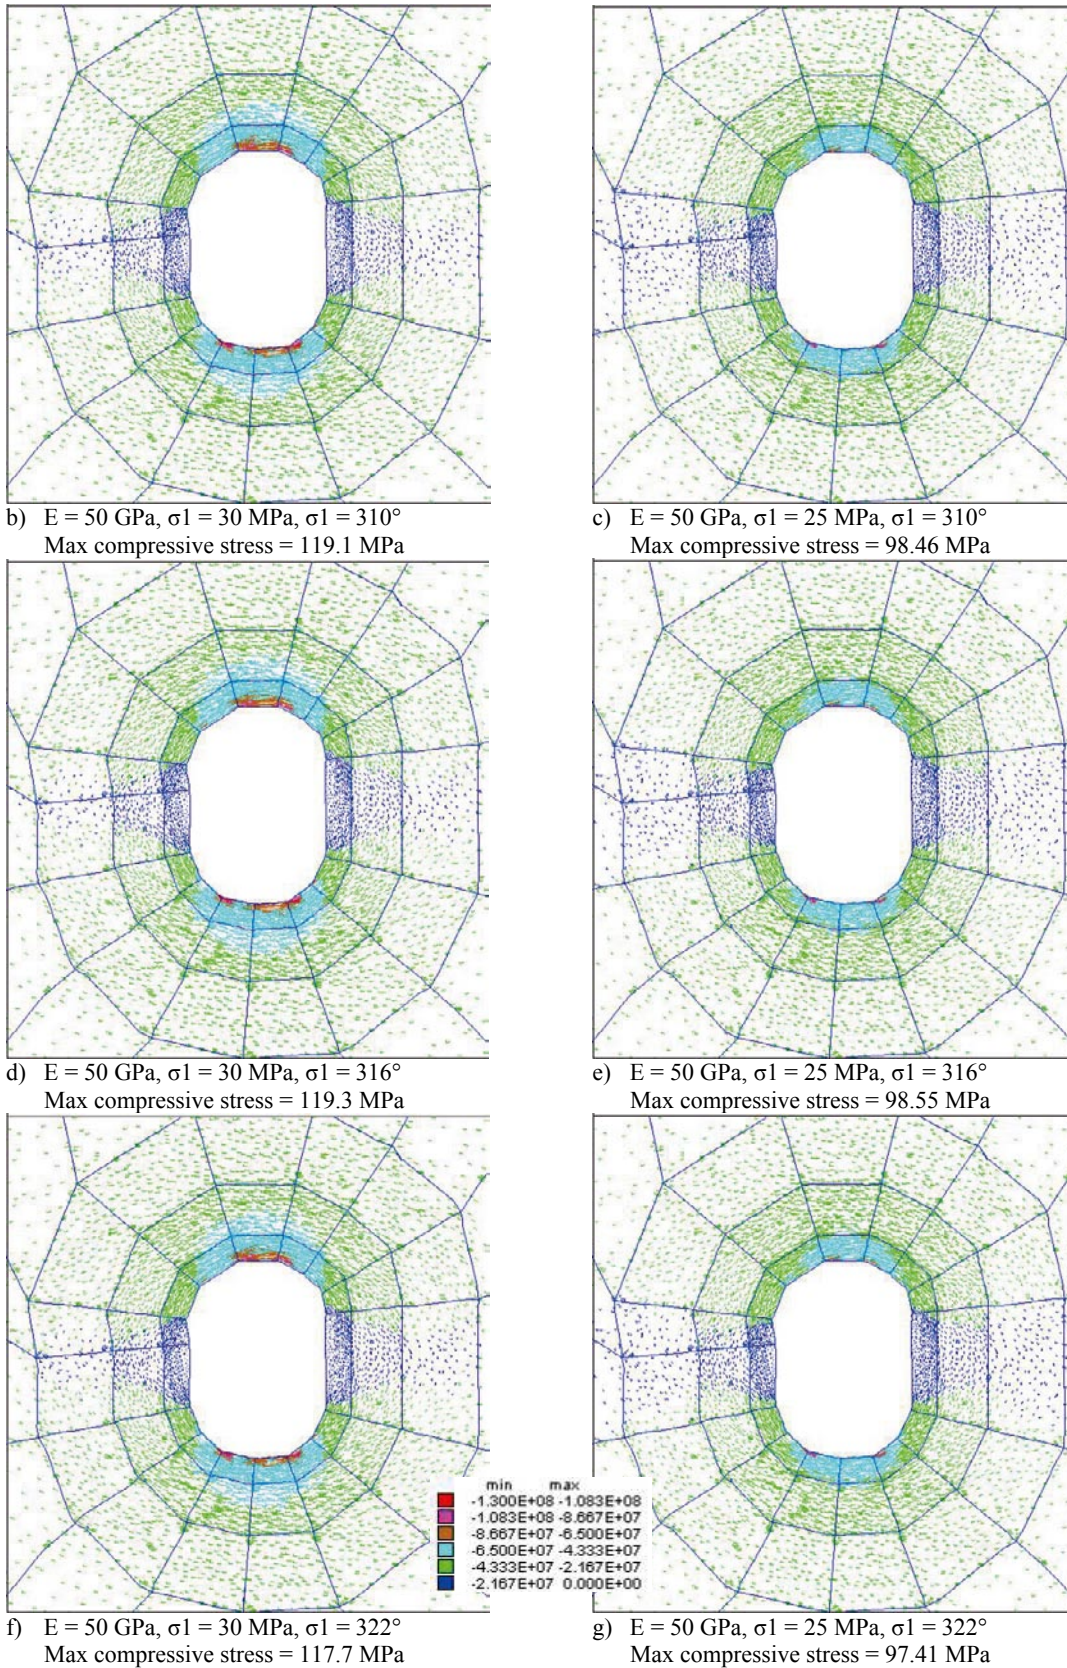 b) E = 50 GPa, σ1 = 30 MPa, σ1 = 310°
Max compressive stress = 119.1 MPa
c) E = 50 GPa, σ1 = 25 MPa, σ1 = 310°
Max compressive stress = 98.46 MPa
d) E = 50 GPa, σ1 = 30 MPa, σ1 = 316°
Max compressive stress = 119.3 MPa
e) E = 50 GPa, σ1 = 25 MPa, σ1 = 316°
Max compressive stress = 98.55 MPa
min max
-1.300E+08 -1.083E+08
-1.083E+08 -8.667E+07
-8.667E+07 -6.500E+07
-6.500E+07 -4.333E+07
-4.333E+07 -2.167E+07
-2.167E+07 0.000E+00
f) E = 50 GPa, σ1 = 30 MPa, σ1 = 322°
Max compressive stress = 117.7 MPa
g) E = 50 GPa, σ1 = 25 MPa, σ1 = 322°
Max compressive stress = 97.41 MPa